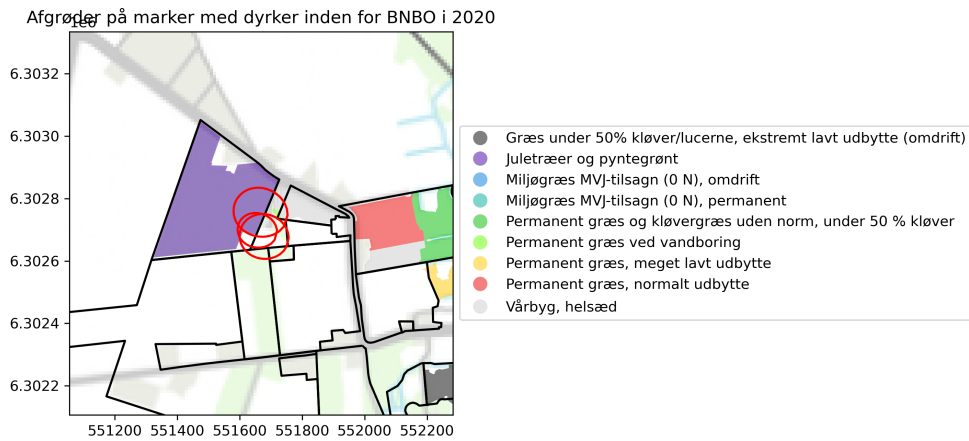 Afgrøder på marker med dyrker inden for BNBO i 2020
1e6
6.3032
6.3030
6.3028
6.3026
6.3024
6.3022
551200 551400 551600 551800 552000 552200
Græs under 50% kløver/lucerne, ekstremt lavt udbytte (omdrift)
Juletræer og pyntegrønt
Miljøgræs MVJ-tilsagn (0 N), omdrift
Miljøgræs MVJ-tilsagn (0 N), permanent
Permanent græs og kløvergræs uden norm, under 50 % kløver
Permanent græs ved vandboring
Permanent græs, meget lavt udbytte
Permanent græs, normalt udbytte
Vårbyg, helsæd